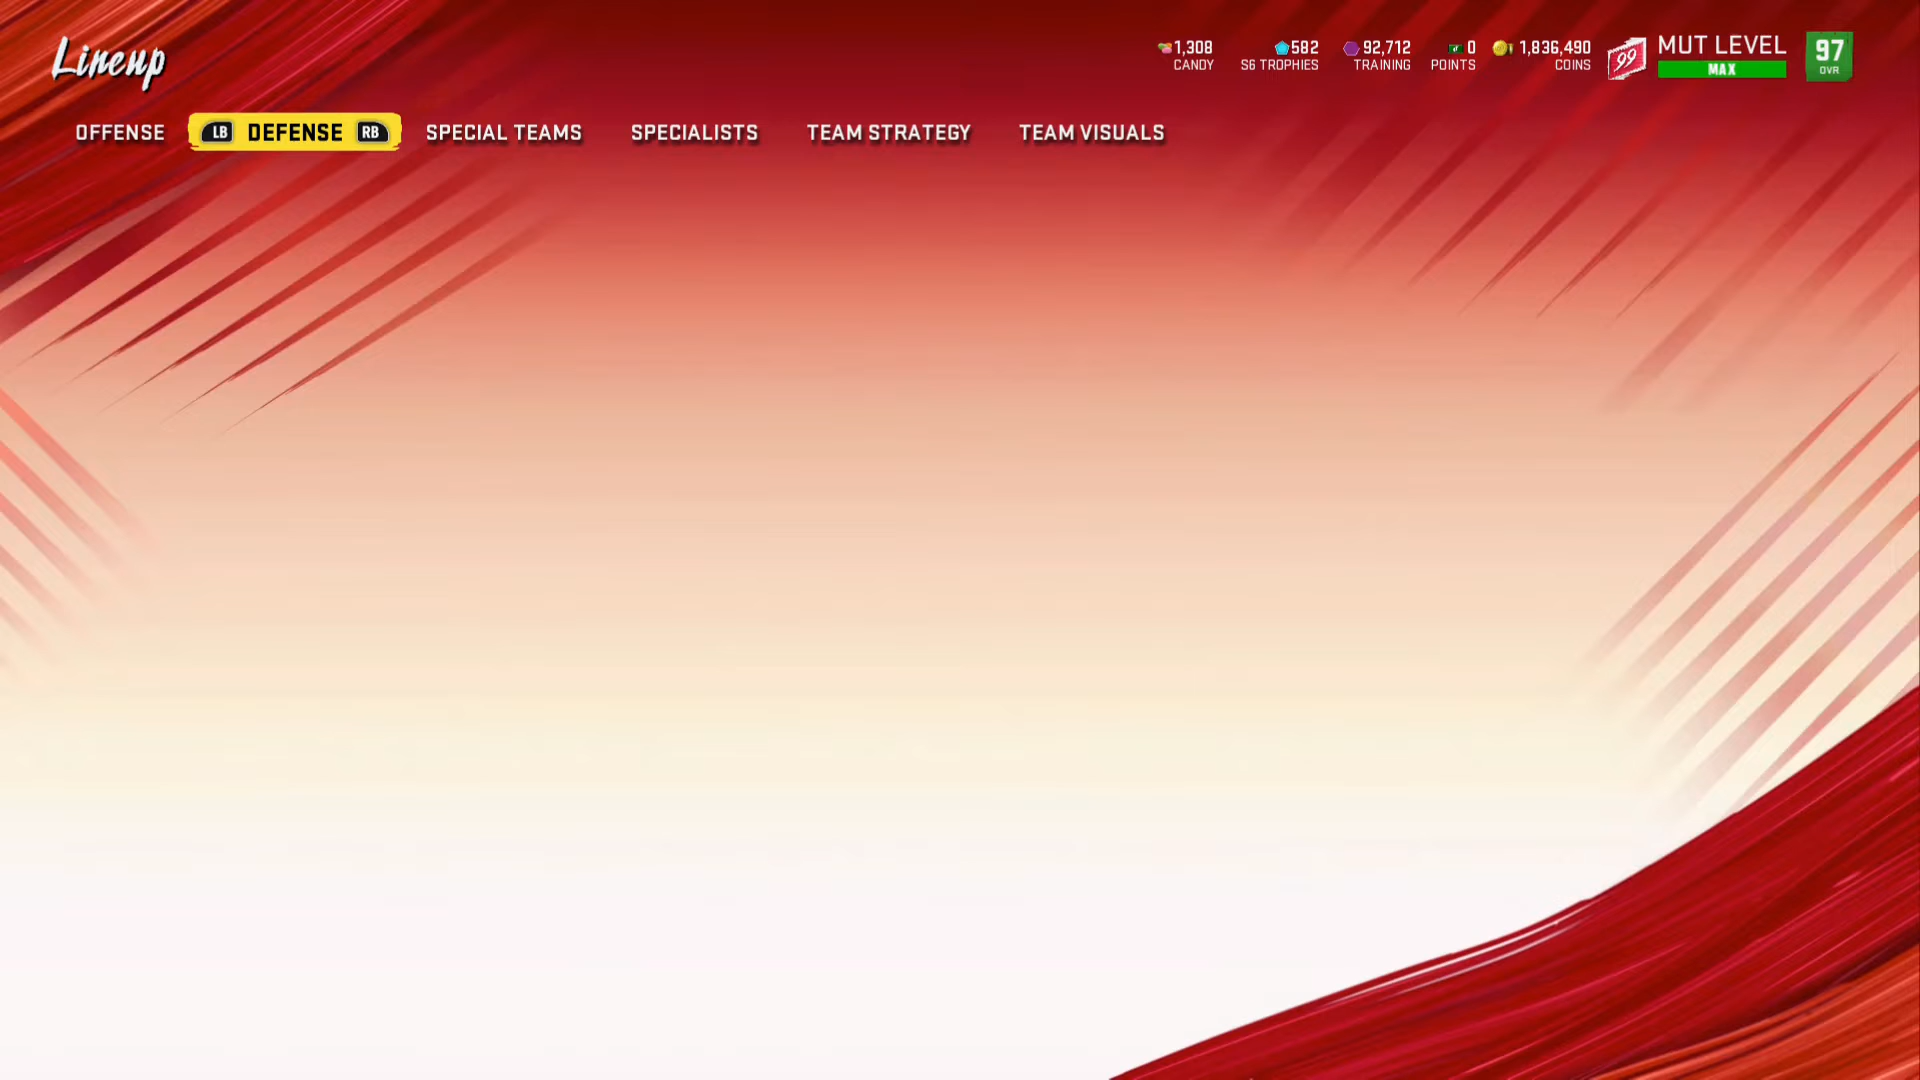 Lineup
1,308
CANDY
582
S6 TROPHIES
92,712
TRAINING
0
POINTS
1,836,490
COINS
99
MUT LEVEL
MAX
97
OVR
OFFENSE
LB DEFENSE RB
SPECIAL TEAMS
SPECIALISTS
TEAM STRATEGY
TEAM VISUALS